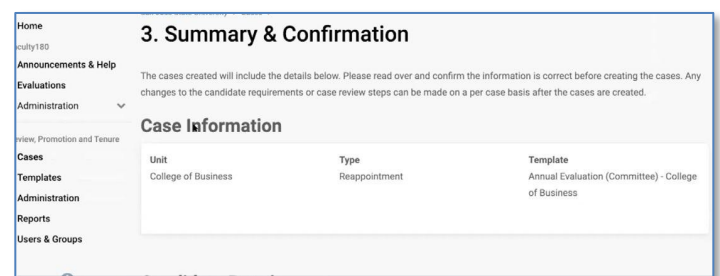 Home
culty180
Announcements & Help
Evaluations
Administration
eview, Promotion and Tenure
Cases
Templates
Administration
Reports
Users & Groups
3. Summary & Confirmation
The cases created will include the details below. Please read over and confirm the information is correct before creating the cases. Any
changes to the candidate requirements or case review steps can be made on a per case basis after the cases are created.
Case Information
Unit
College of Business
Type
Reappointment
Template
Annual Evaluation (Committee) - College
of Business